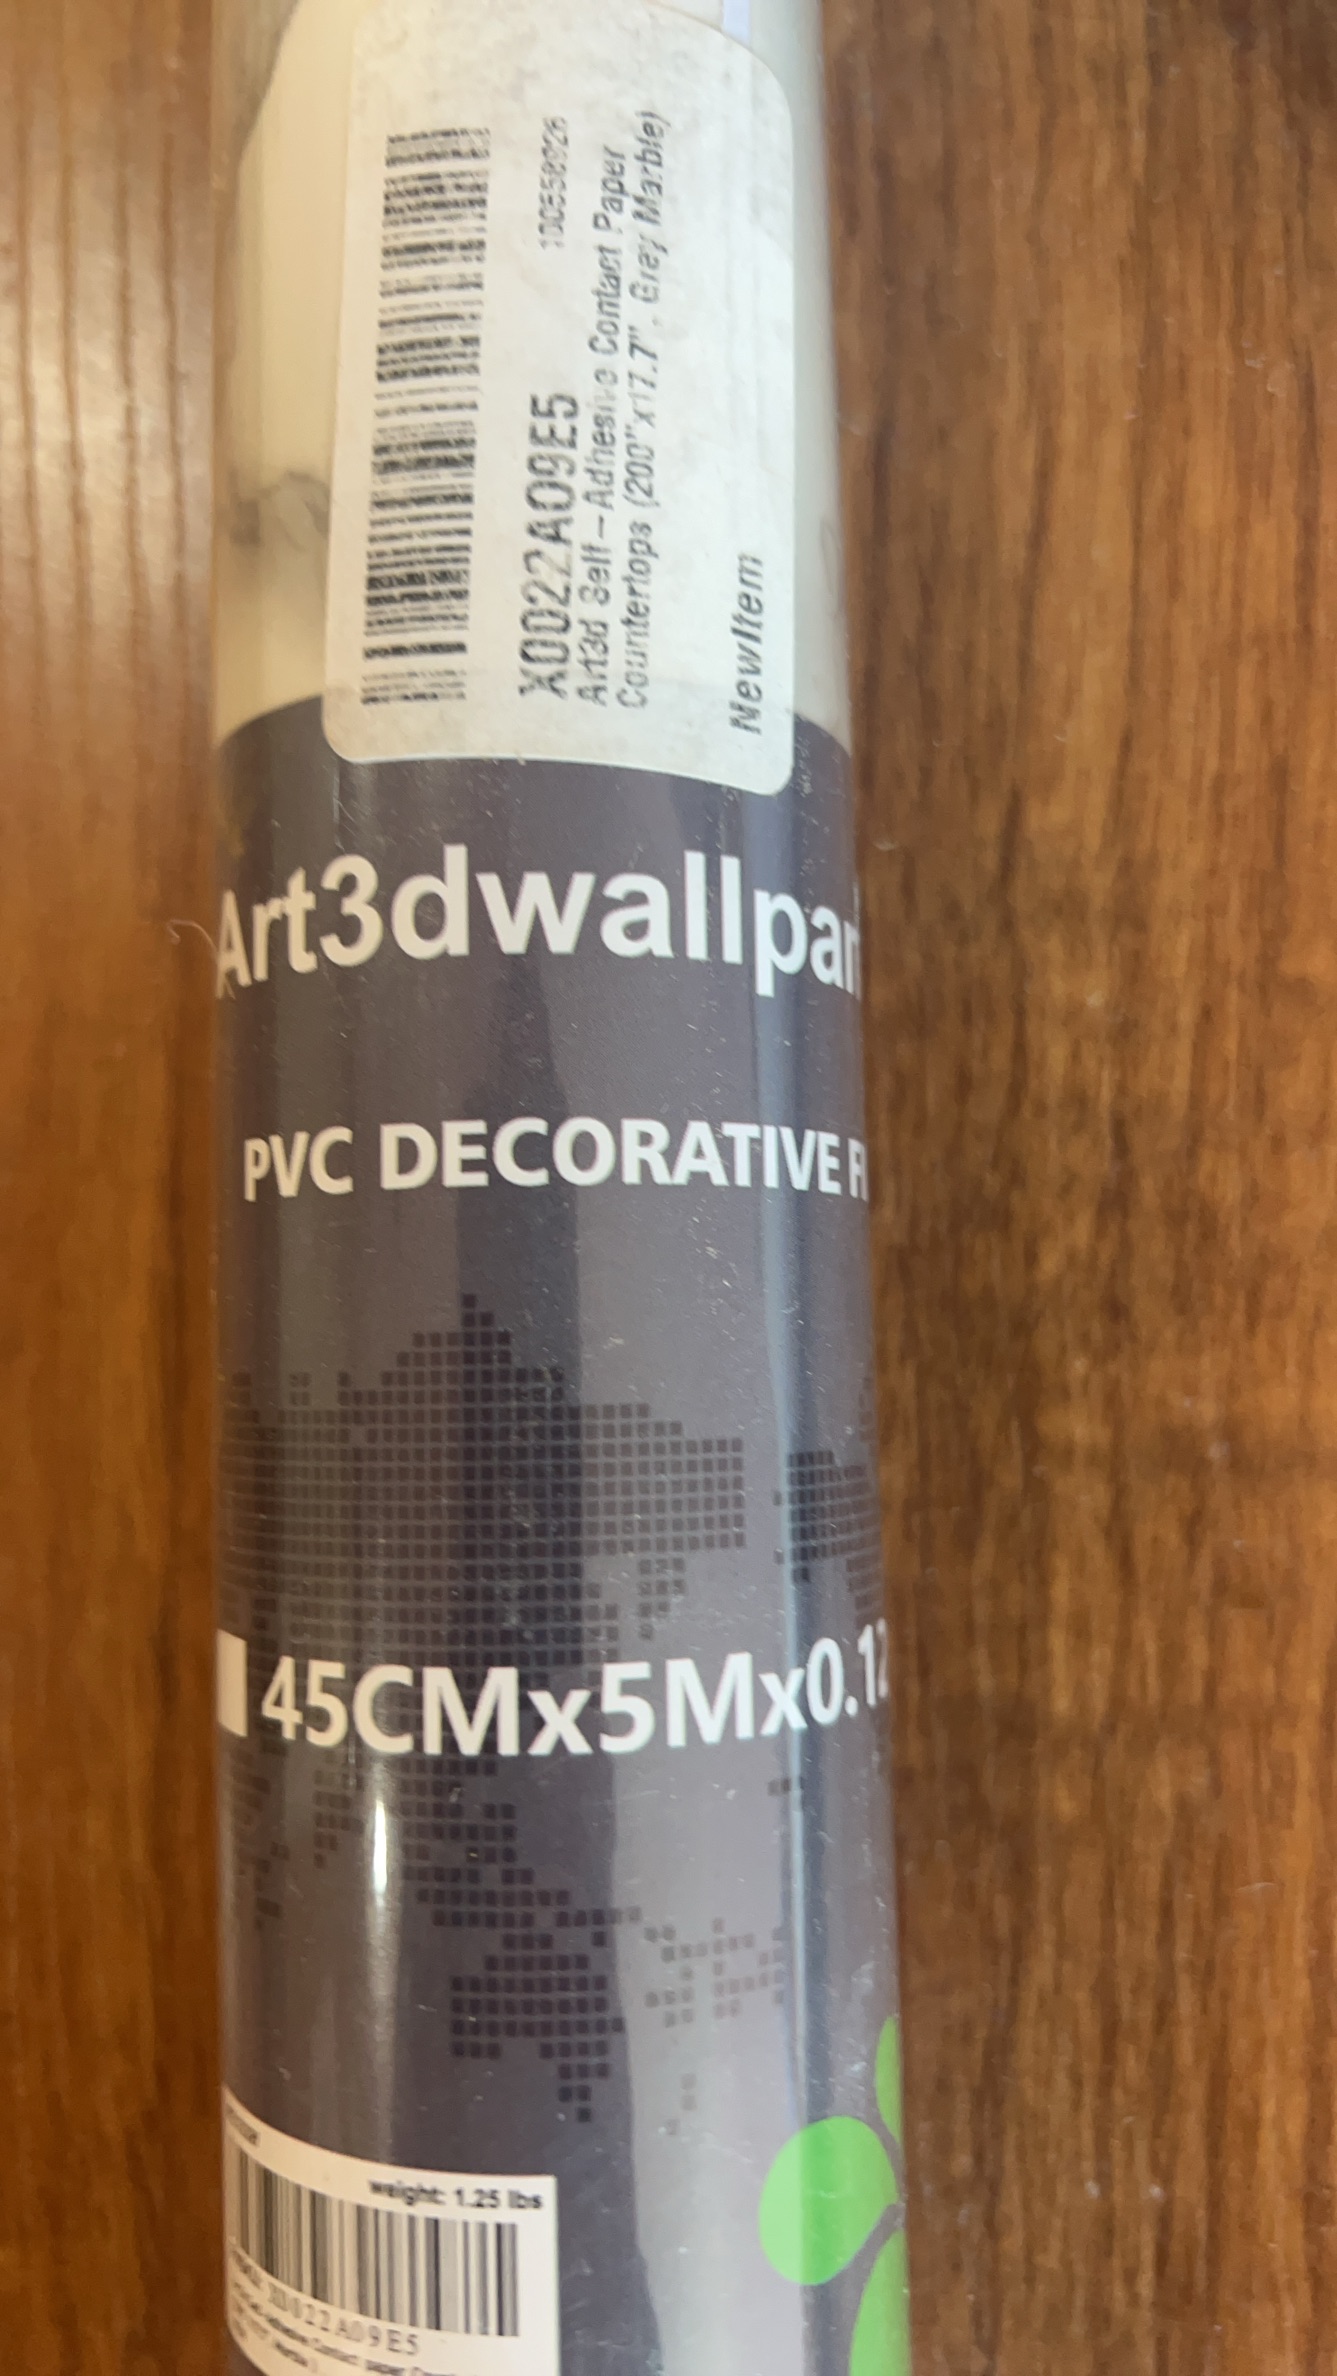 100558926
X0022A09E5
Art3d Self-Adhesive Contact Paper
Countertops (200"x17.7", Grey Marble)
NewItem
Art3dwallpan
PVC DECORATIVE F
45CMx5Mx0.12
weight: 1.25 lbs
X0022A09E5